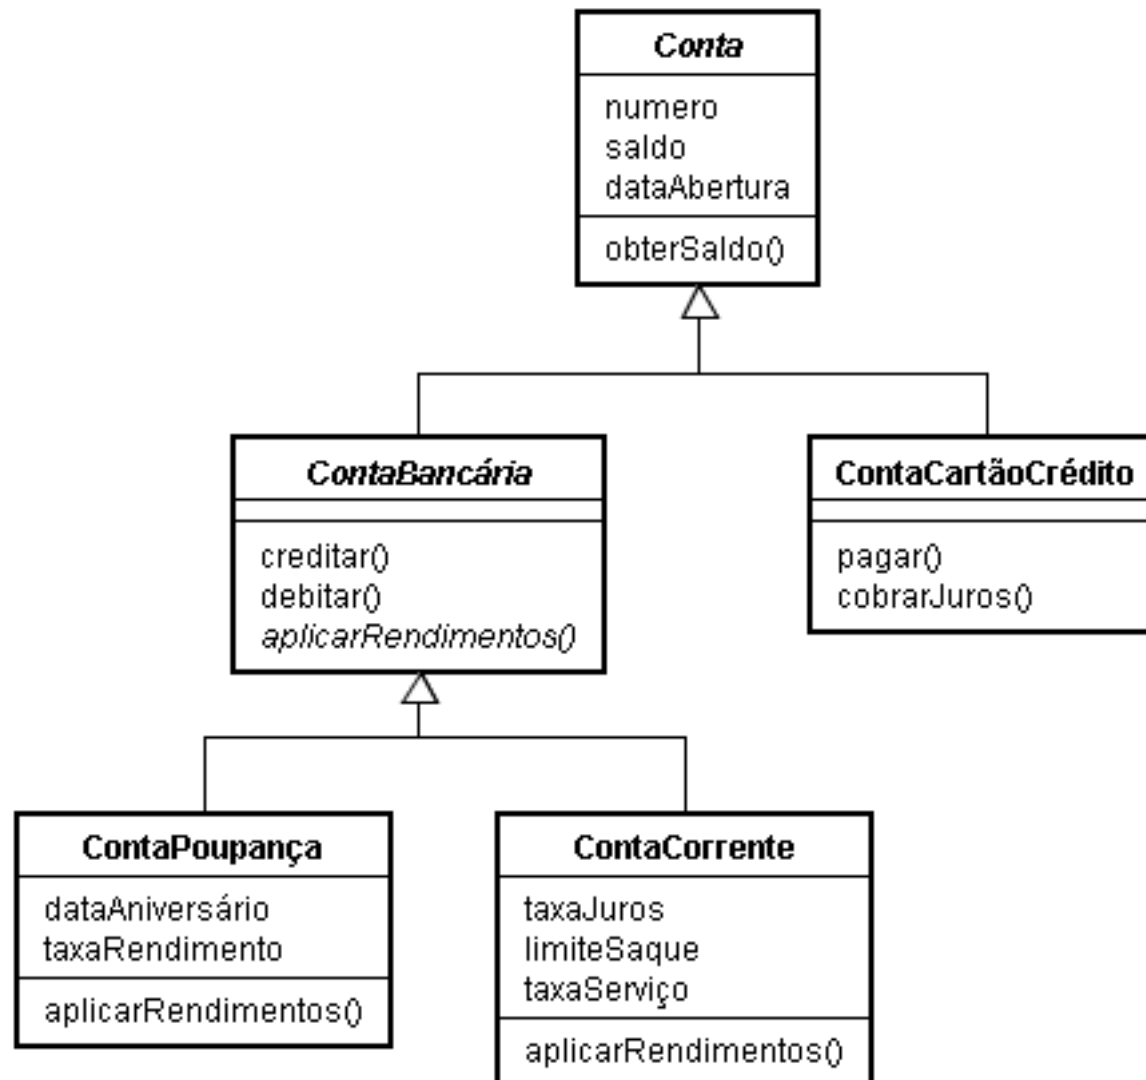 Conta
numero
saldo
dataAbertura
obterSaldo()
ContaBancária
creditar()
debitar()
aplicarRendimentos()
ContaCartãoCrédito
pagar()
cobrarJuros()
ContaPoupança
dataAniversário
taxaRendimento
aplicarRendimentos()
ContaCorrente
taxaJuros
limiteSaque
taxaServiço
aplicarRendimentos()